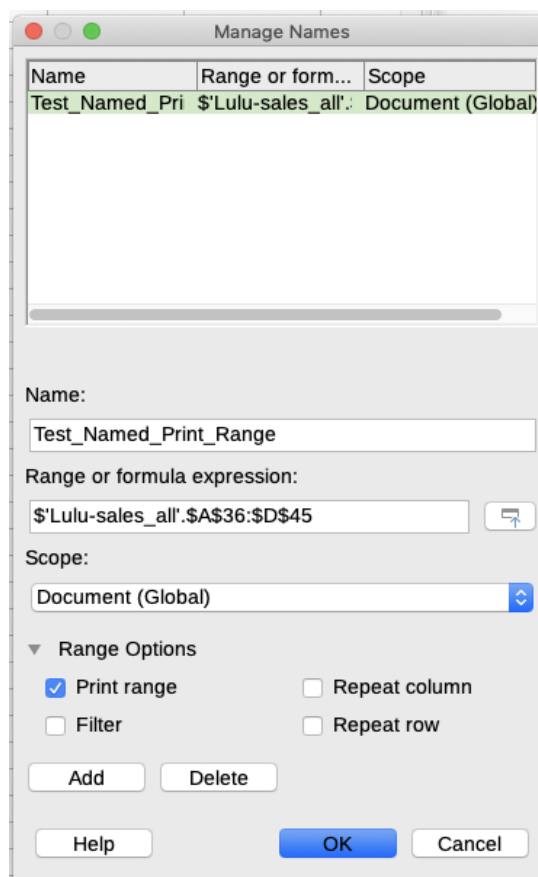 Manage Names
Name Range or form... Scope
Test_Named_Pri $'Lulu-sales_all'. Document (Global)
Name:
Test_Named_Print_Range
Range or formula expression:
$'Lulu-sales_all'.$A$36:$D$45
Scope:
Document (Global)
Range Options
Print range Repeat column
Filter Repeat row
Add Delete
Help OK Cancel